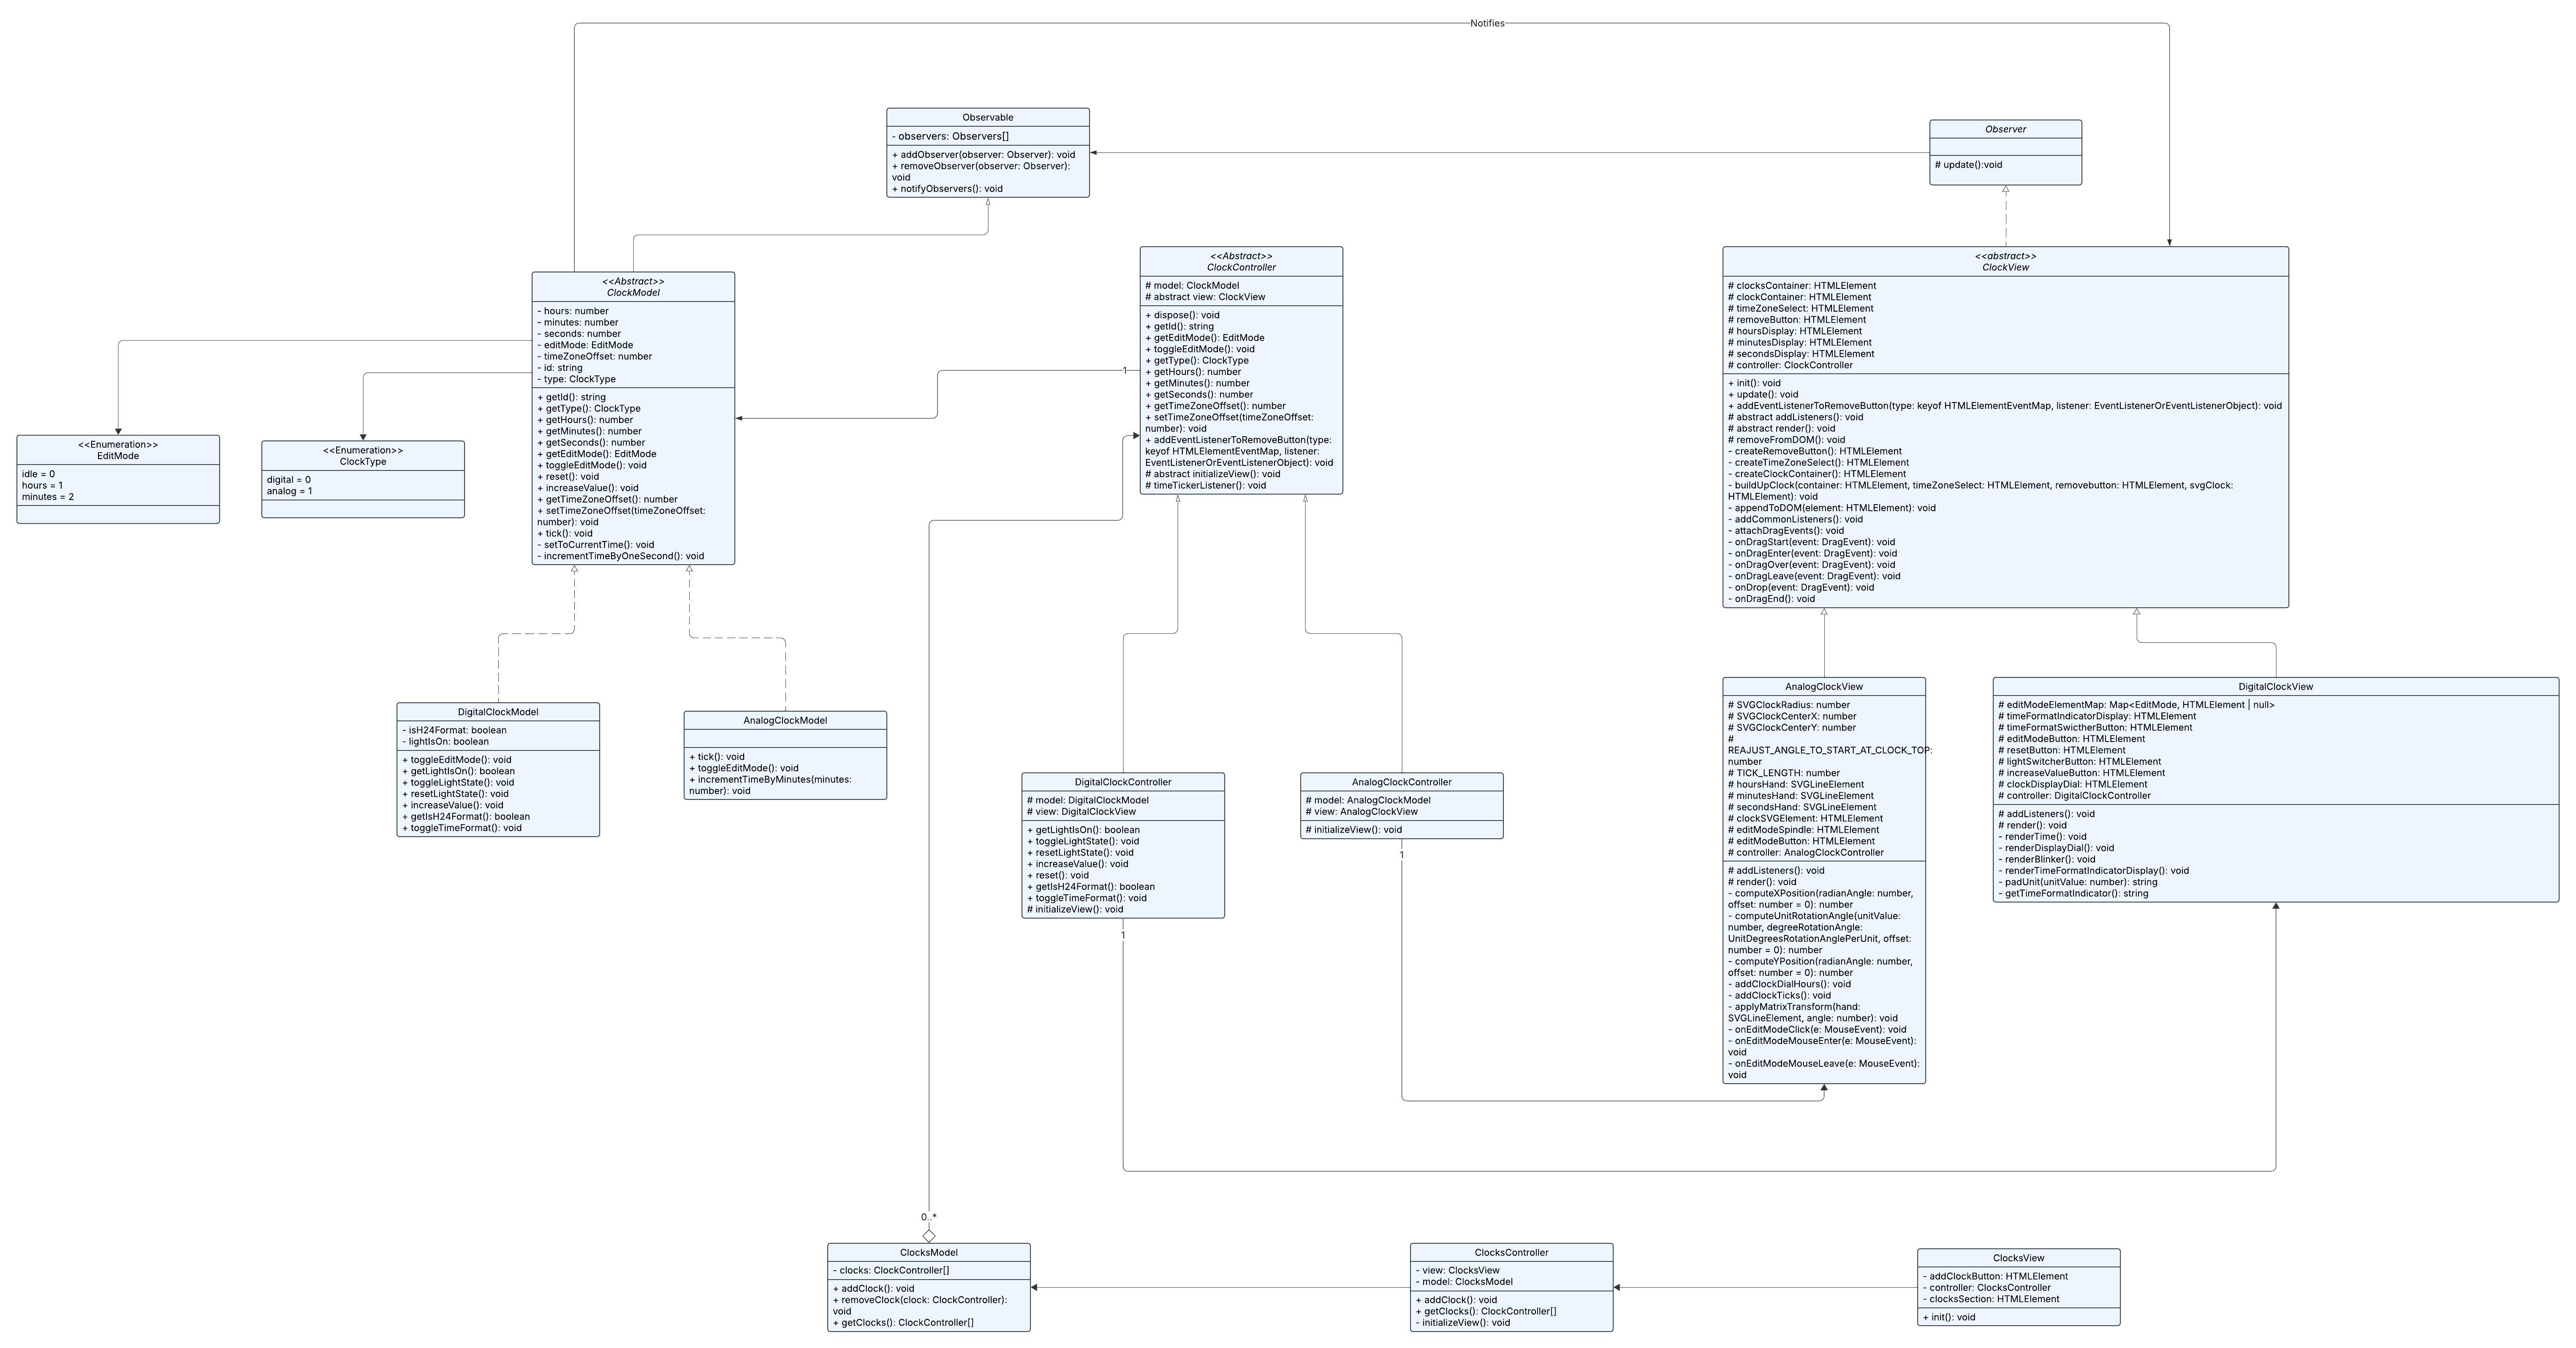 Notifies
Observable
- observers: Observers[]
+ addObserver(observer: Observer): void
+ removeObserver(observer: Observer):
void
+ notifyObservers(): void
Observer
# update():void
<<Abstract>>
ClockModel
- hours: number
- minutes: number
- seconds: number
- editMode: EditMode
- timeZoneOffset: number
- id: string
- type: ClockType
+ getId(): string
+ getType(): ClockType
+ getHours(): number
+ getMinutes(): number
+ getSeconds(): number
+ getEditMode(): EditMode
+ toggleEditMode(): void
+ reset(): void
+ increaseValue(): void
+ getTimeZoneOffset(): number
+ setTimeZoneOffset(timeZoneOffset:
number): void
+ tick(): void
- setToCurrentTime(): void
- incrementTimeByOneSecond(): void
<<Abstract>>
ClockController
# model: ClockModel
# abstract view: ClockView
+ dispose(): void
+ getId(): string
+ getEditMode(): EditMode
+ toggleEditMode(): void
+ getType(): ClockType
+ getHours(): number
+ getMinutes(): number
+ getSeconds(): number
+ getTimeZoneOffset(): number
+ setTimeZoneOffset(timeZoneOffset:
number): void
+ addEventListenerToRemoveButton(type:
keyof HTMLElementEventMap, listener:
EventListenerOrEventListenerObject): void
# abstract initializeView(): void
# timeTickerListener(): void
1
<<abstract>>
ClockView
# clocksContainer: HTMLElement
# clockContainer: HTMLElement
# timeZoneSelect: HTMLElement
# removeButton: HTMLElement
# hoursDisplay: HTMLElement
# minutesDisplay: HTMLElement
# secondsDisplay: HTMLElement
# controller: ClockController
+ init(): void
+ update(): void
+ addEventListenerToRemoveButton(type: keyof HTMLElementEventMap, listener: EventListenerOrEventListenerObject): void
# abstract addListeners(): void
# abstract render(): void
# removeFromDOM(): void
- createRemoveButton(): HTMLElement
- createTimeZoneSelect(): HTMLElement
- createClockContainer(): HTMLElement
- buildUpClock(container: HTMLElement, timeZoneSelect: HTMLElement, removebutton: HTMLElement, svgClock:
HTMLElement): void
- appendToDOM(element: HTMLElement): void
- addCommonListeners(): void
- attachDragEvents(): void
- onDragStart(event: DragEvent): void
- onDragEnter(event: DragEvent): void
- onDragOver(event: DragEvent): void
- onDragLeave(event: DragEvent): void
- onDrop(event: DragEvent): void
- onDragEnd(): void
<<Enumeration>>
EditMode
idle = 0
hours = 1
minutes = 2
<<Enumeration>>
ClockType
digital = 0
analog = 1
DigitalClockModel
- isH24Format: boolean
- lightIsOn: boolean
+ toggleEditMode(): void
+ getLightIsOn(): boolean
+ toggleLightState(): void
+ resetLightState(): void
+ increaseValue(): void
+ getIsH24Format(): boolean
+ toggleTimeFormat(): void
AnalogClockModel
+ tick(): void
+ toggleEditMode(): void
+ incrementTimeByMinutes(minutes:
number): void
DigitalClockController
# model: DigitalClockModel
# view: DigitalClockView
+ getLightIsOn(): boolean
+ toggleLightState(): void
+ resetLightState(): void
+ increaseValue(): void
+ reset(): void
+ getIsH24Format(): boolean
+ toggleTimeFormat(): void
# initializeView(): void
1
AnalogClockController
# model: AnalogClockModel
# view: AnalogClockView
# initializeView(): void
1
AnalogClockView
# SVGClockRadius: number
# SVGClockCenterX: number
# SVGClockCenterY: number
#
REAJUST_ANGLE_TO_START_AT_CLOCK_TOP:
number
# TICK_LENGTH: number
# hoursHand: SVGLineElement
# minutesHand: SVGLineElement
# secondsHand: SVGLineElement
# clockSVGElement: HTMLElement
# editModeSpindle: HTMLElement
# editModeButton: HTMLElement
# controller: AnalogClockController
# addListeners(): void
# render(): void
- computeXPosition(radianAngle: number,
offset: number = 0): number
- computeUnitRotationAngle(unitValue:
number, degreeRotationAngle:
UnitDegreesRotationAnglePerUnit, offset:
number = 0): number
- computeYPosition(radianAngle: number,
offset: number = 0): number
- addClockDialHours(): void
- addClockTicks(): void
- applyMatrixTransform(hand:
SVGLineElement, angle: number): void
- onEditModeClick(e: MouseEvent): void
- onEditModeMouseEnter(e: MouseEvent):
void
- onEditModeMouseLeave(e: MouseEvent):
void
DigitalClockView
# editModeElementMap: Map<EditMode, HTMLElement | null>
# timeFormatIndicatorDisplay: HTMLElement
# timeFormatSwictherButton: HTMLElement
# editModeButton: HTMLElement
# resetButton: HTMLElement
# lightSwitcherButton: HTMLElement
# increaseValueButton: HTMLElement
# clockDisplayDial: HTMLElement
# controller: DigitalClockController
# addListeners(): void
# render(): void
- renderTime(): void
- renderDisplayDial(): void
- renderBlinker(): void
- renderTimeFormatIndicatorDisplay(): void
- padUnit(unitValue: number): string
- getTimeFormatIndicator(): string
0..*
ClocksModel
- clocks: ClockController[]
+ addClock(): void
+ removeClock(clock: ClockController):
void
+ getClocks(): ClockController[]
ClocksController
- view: ClocksView
- model: ClocksModel
+ addClock(): void
+ getClocks(): ClockController[]
- initializeView(): void
ClocksView
- addClockButton: HTMLElement
- controller: ClocksController
- clocksSection: HTMLElement
+ init(): void